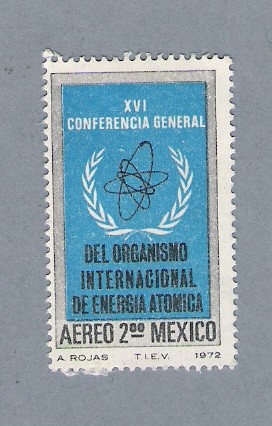 XVI
CONFERENCIA GENERAL
DEL ORGANISMO
INTERNACIONAL
DE ENERGIA ATOMICA
AEREO 2.00 MEXICO
A. ROJAS T.I.E.V. 1972